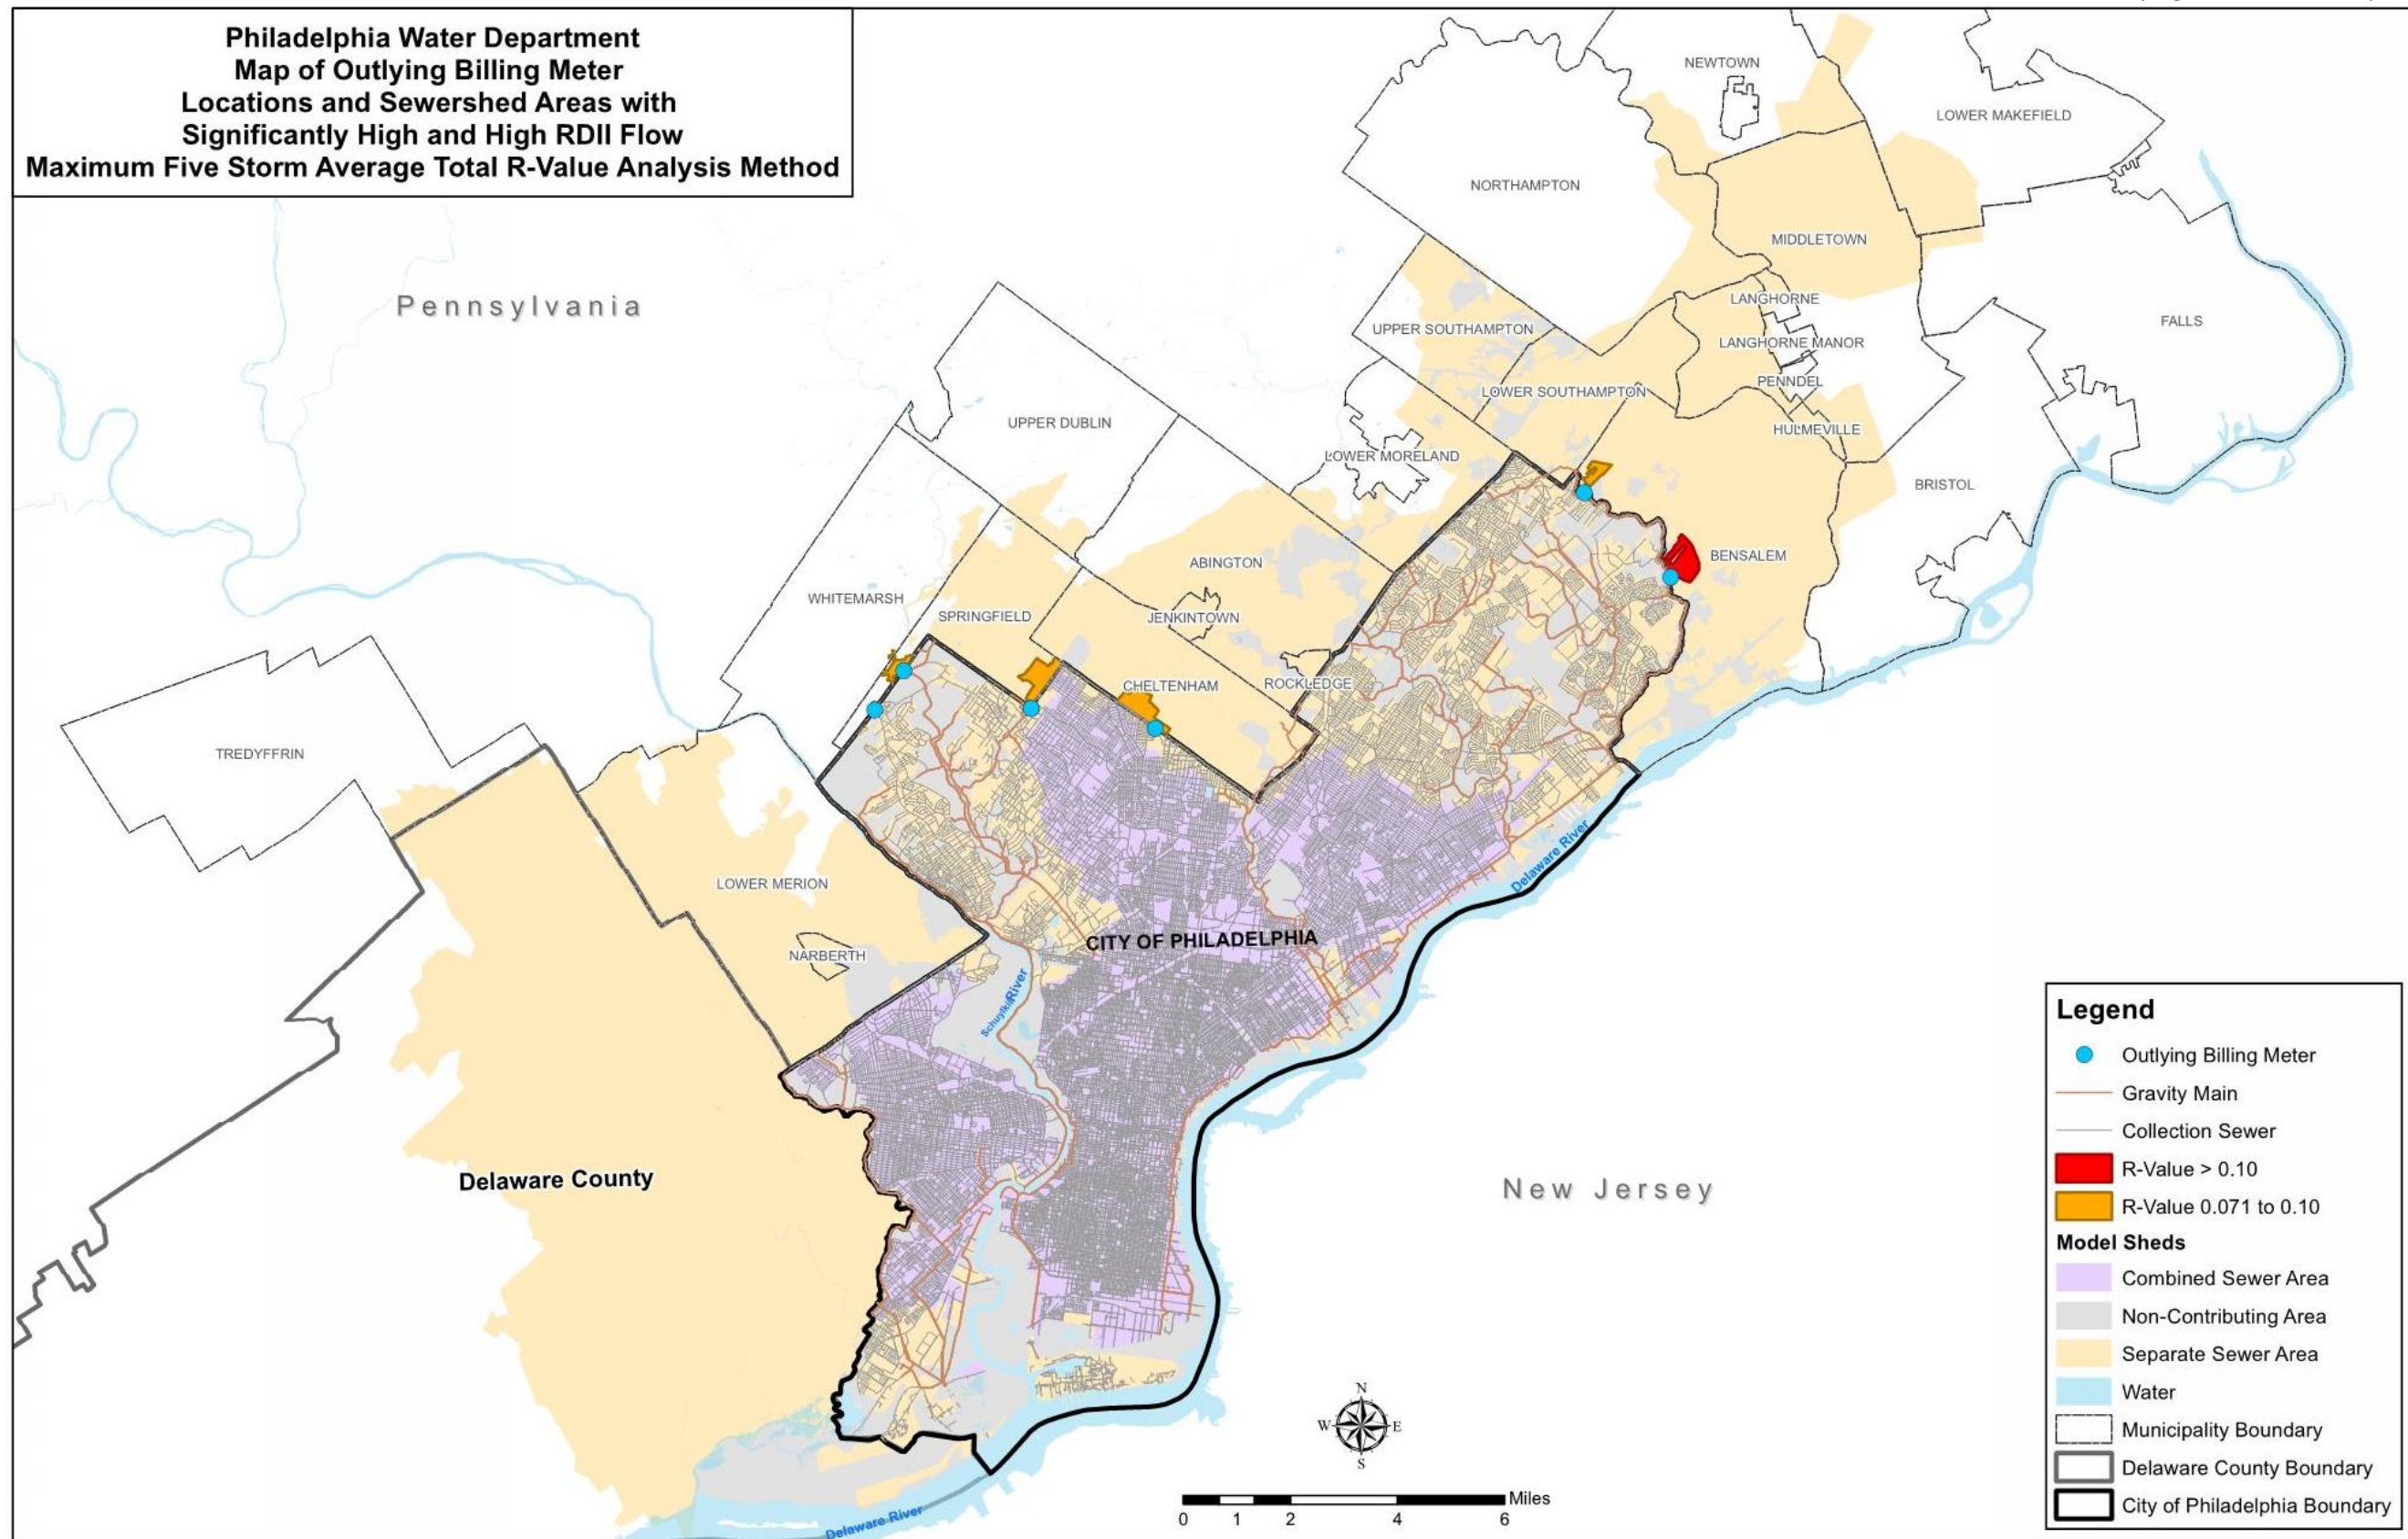 Philadelphia Water Department
Map of Outlying Billing Meter
Locations and Sewershed Areas with
Significantly High and High RDII Flow
Maximum Five Storm Average Total R-Value Analysis Method
NEWTOWN
LOWER MAKEFIELD
NORTHAMPTON
MIDDLETOWN
Pennsylvania
LANGHORNE
FALLS
UPPER SOUTHAMPTON
LANGHORNE MANOR
PENNDEL
LOWER SOUTHAMPTON
UPPER DUBLIN
HULMEVILLE
LOWER MORELAND
BRISTOL
BENSALEM
ABINGTON
WHITEMARSH
SPRINGFIELD
JENKINTOWN
CHELTENHAM
ROCKLEDGE
TREDYFFRIN
Delaware River
LOWER MERION
CITY OF PHILADELPHIA
NARBERTH
Schuylkill River
Delaware County
New Jersey
Delaware River
N
W E
S
Miles
0 1 2 4 6
Legend
Outlying Billing Meter
Gravity Main
Collection Sewer
R-Value > 0.10
R-Value 0.071 to 0.10
Model Sheds
Combined Sewer Area
Non-Contributing Area
Separate Sewer Area
Water
Municipality Boundary
Delaware County Boundary
City of Philadelphia Boundary